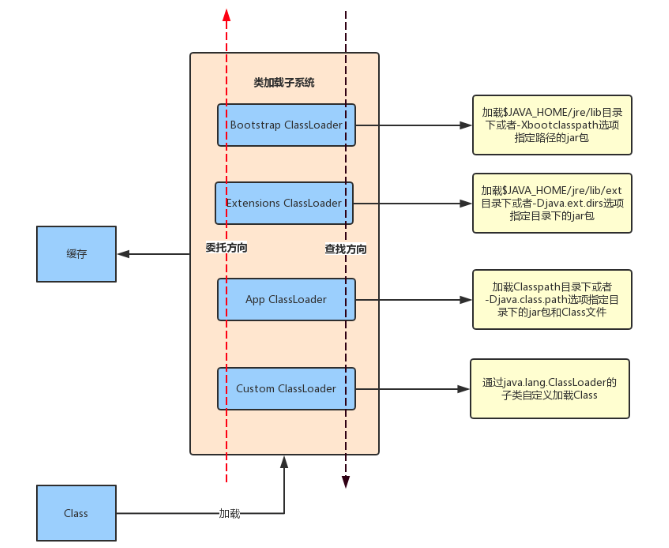 类加载子系统
Bootstrap ClassLoader
加载$JAVA_HOME/jre/lib目录
下或者-Xbootclasspath选项
指定路径的jar包
Extensions ClassLoader
加载$JAVA_HOME/jre/lib/ext
目录下或者-Djava.ext.dirs选项
指定目录下的jar包
委托方向
查找方向
缓存
App ClassLoader
加载Classpath目录下或者
-Djava.class.path选项指定目
录下的jar包和Class文件
Custom ClassLoader
通过java.lang.ClassLoader的
子类自定义加载Class
Class
加载